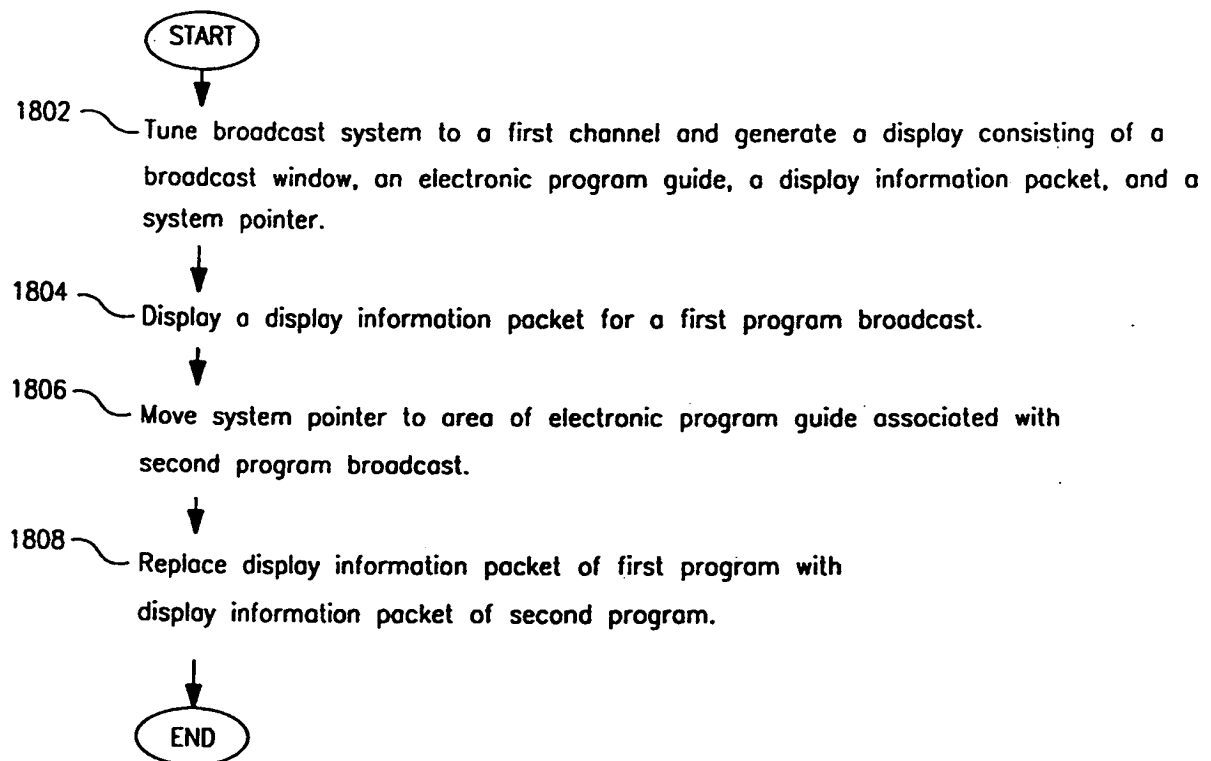 START
1802
Tune broadcast system to a first channel and generate a display consisting of a
broadcast window, an electronic program guide, a display information packet, and a
system pointer.
1804
Display a display information packet for a first program broadcast.
1806
Move system pointer to area of electronic program guide associated with
second program broadcast.
1808
Replace display information packet of first program with
display information packet of second program.
END